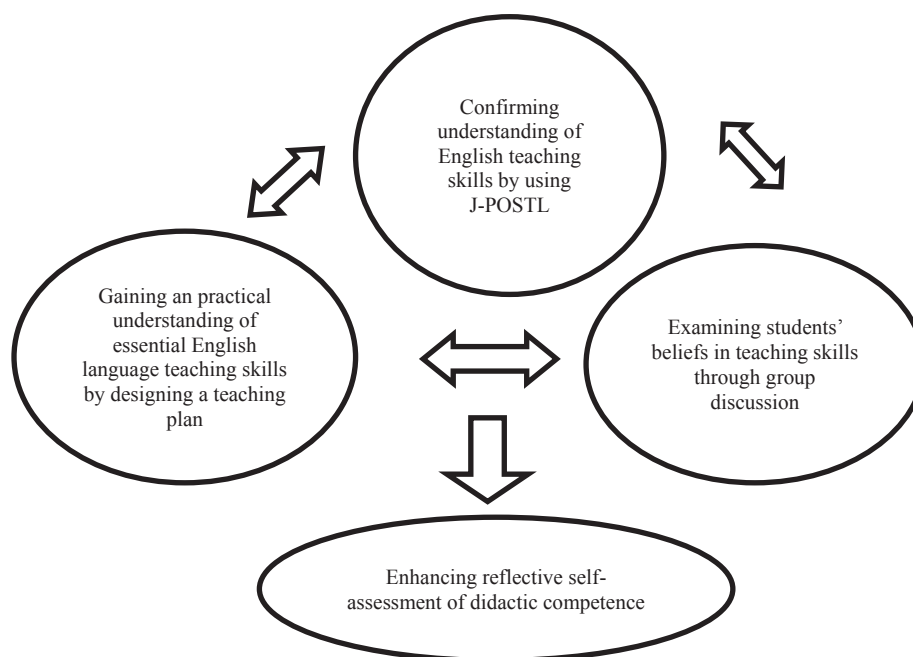 Confirming
understanding of
English teaching
skills by using
J-POSTL
Gaining an practical
understanding of
essential English
language teaching skills
by designing a teaching
plan
Examining students’
beliefs in teaching skills
through group
discussion
Enhancing reflective self-
assessment of didactic competence